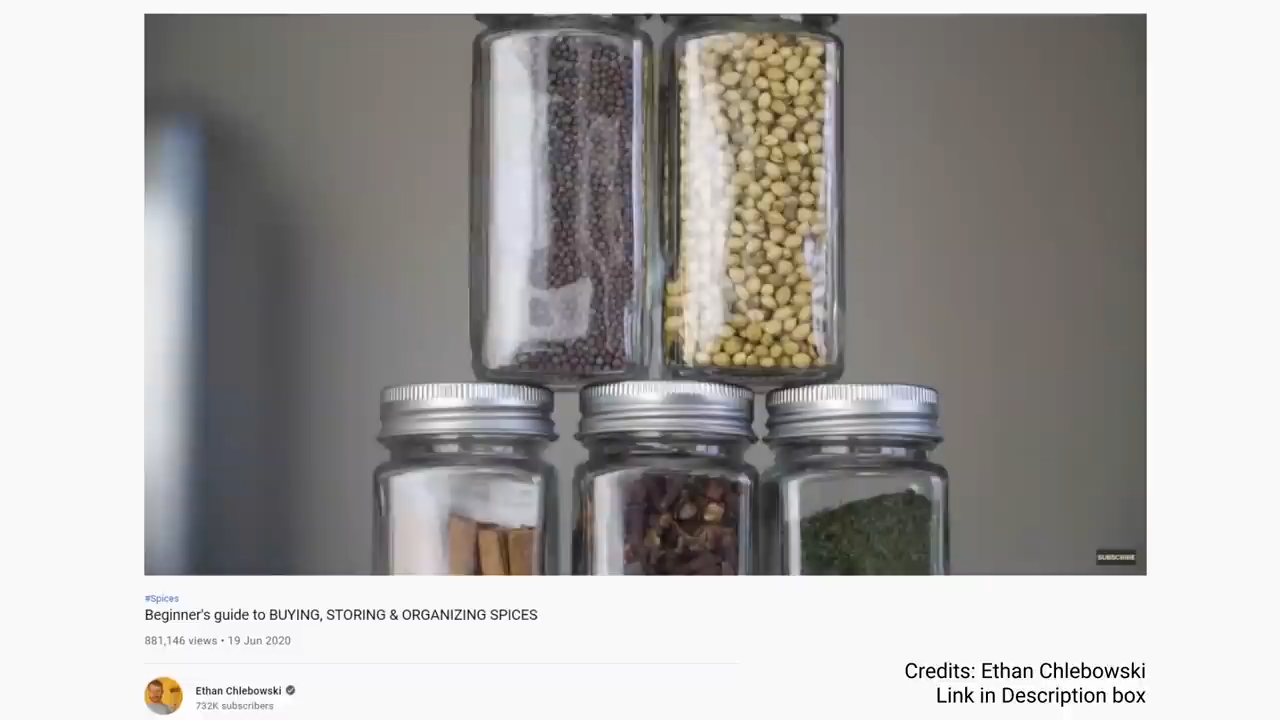 SUBSCRIBE
#Spices
Beginner's guide to BUYING, STORING & ORGANIZING SPICES
881,146 views • 19 Jun 2020
Ethan Chlebowski
732K subscribers
Credits: Ethan Chlebowski
Link in Description box